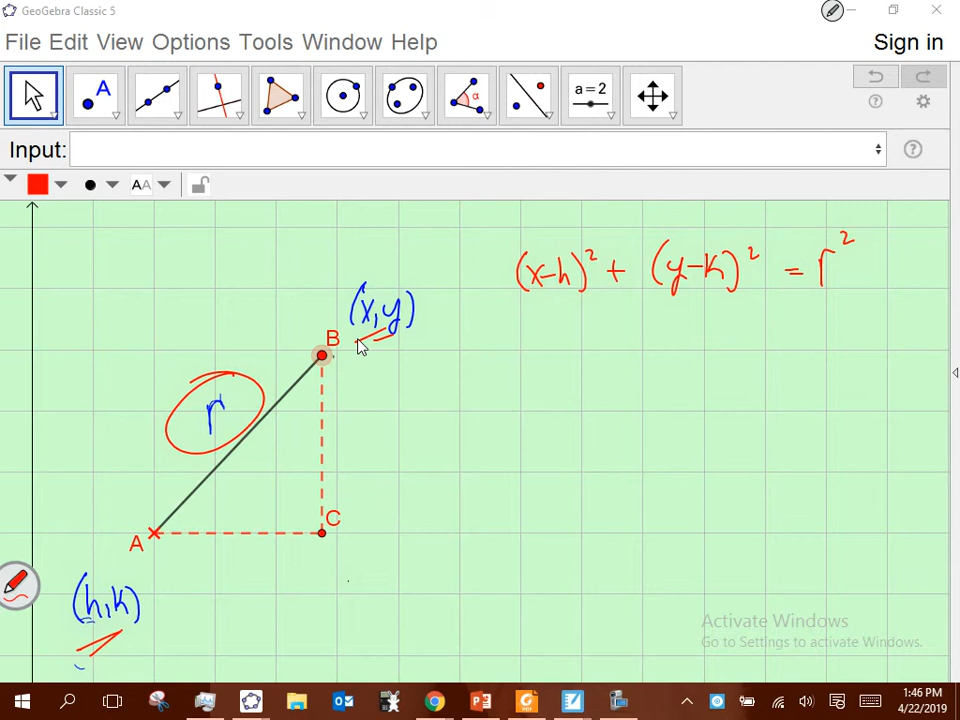 GeoGebra Classic 5
File Edit View Options Tools Window Help
Sign in
A
α
a = 2
Input:
AA
(x-h)² + (y-k)² = r²
(x,y)
B
r
C
A
(h,k)
Activate Windows
Go to Settings to activate Windows.
1:46 PM
4/22/2019